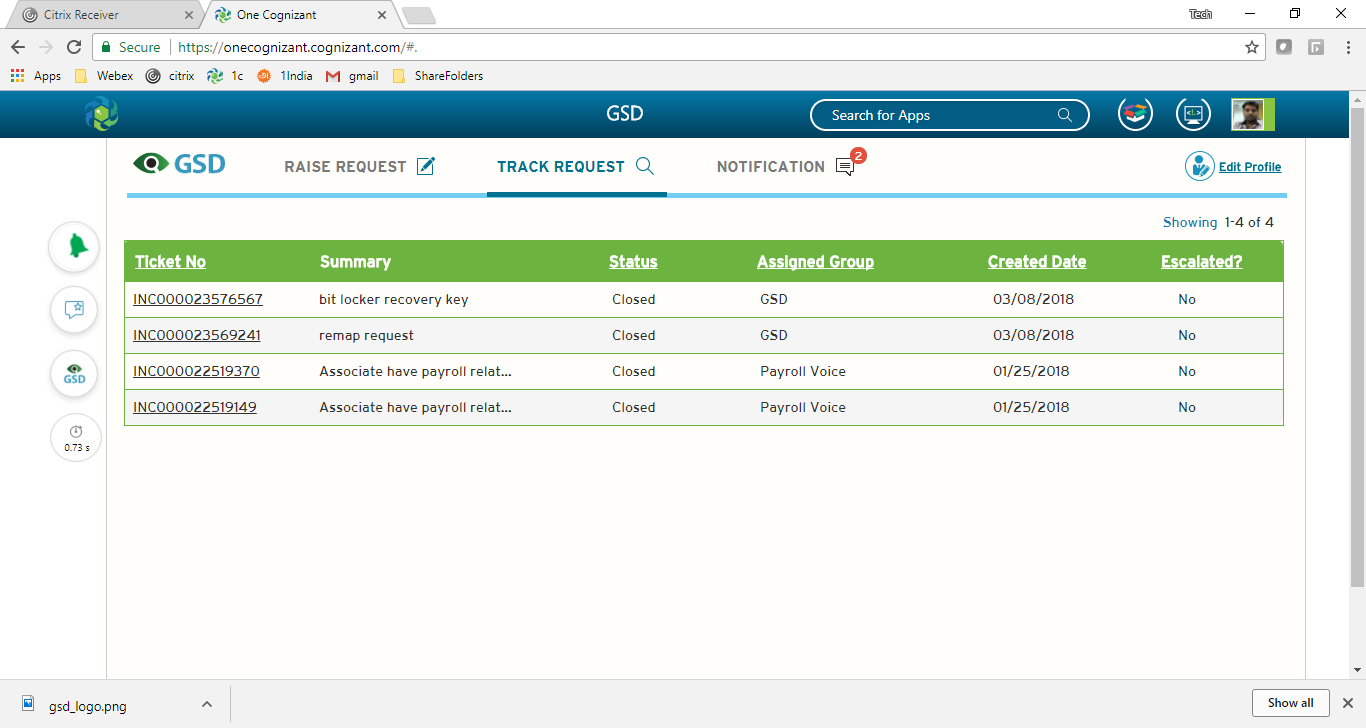 Citrix Receiver
One Cognizant
Tech
Secure
https://onecognizant.cognizant.com/#.
Apps
Webex
citrix
1c
1India
gmail
ShareFolders
GSD
Search for Apps
GSD
RAISE REQUEST
TRACK REQUEST
NOTIFICATION
2
Edit Profile
Showing 1-4 of 4
Ticket No Summary Status Assigned Group Created Date Escalated?
INC000023576567 bit locker recovery key Closed GSD 03/08/2018 No
INC000023569241 remap request Closed GSD 03/08/2018 No
INC000022519370 Associate have payroll relat... Closed Payroll Voice 01/25/2018 No
INC000022519149 Associate have payroll relat... Closed Payroll Voice 01/25/2018 No
GSD
0.73 s
gsd_logo.png
Show all